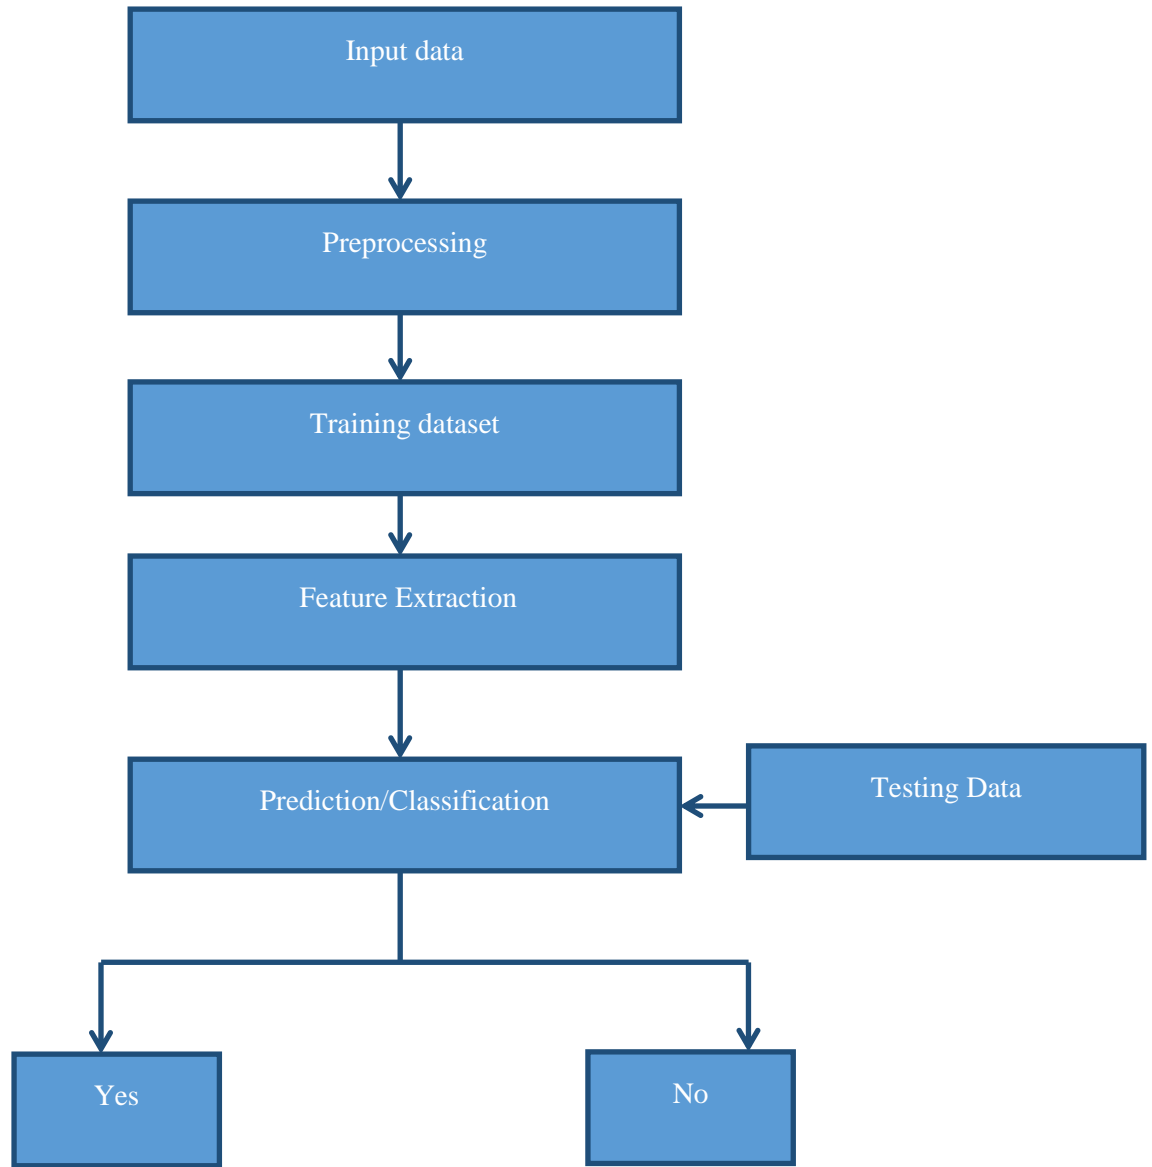 Input data
Preprocessing
Training dataset
Feature Extraction
Prediction/Classification
Testing Data
Yes
No